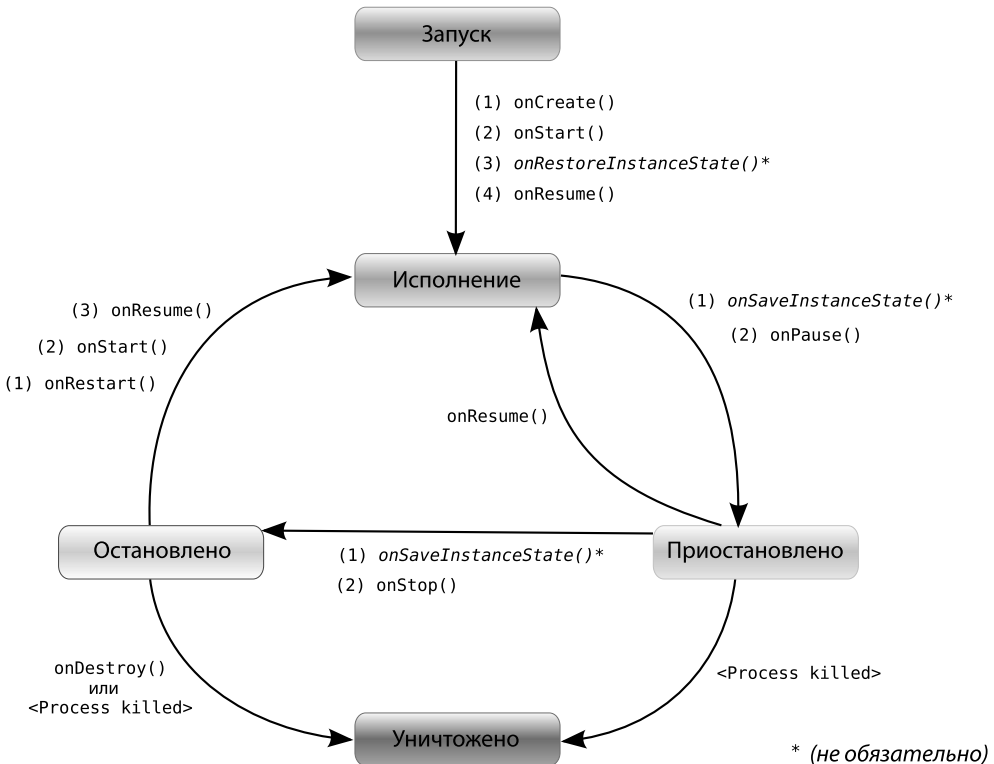 Запуск
(1) onCreate()
(2) onStart()
(3) onRestoreInstanceState()*
(4) onResume()
Исполнение
(3) onResume()
(2) onStart()
(1) onRestart()
(1) onSaveInstanceState()*
(2) onPause()
onResume()
Остановлено
Приостановлено
(1) onSaveInstanceState()*
(2) onStop()
onDestroy()
или
<Process killed>
<Process killed>
Уничтожено
* (не обязательно)